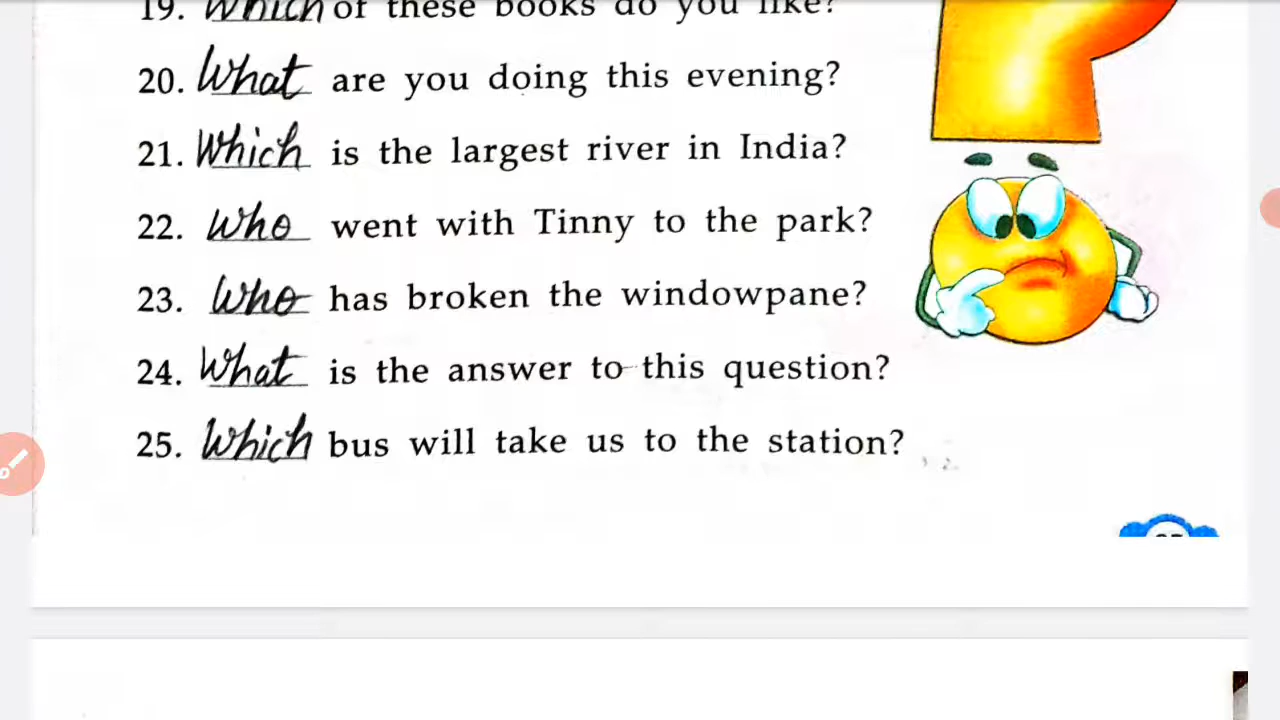 19. Which of these books do you like?
20. What are you doing this evening?
21. Which is the largest river in India?
22. Who went with Tinny to the park?
23. Who has broken the windowpane?
24. What is the answer to this question?
25. Which bus will take us to the station?